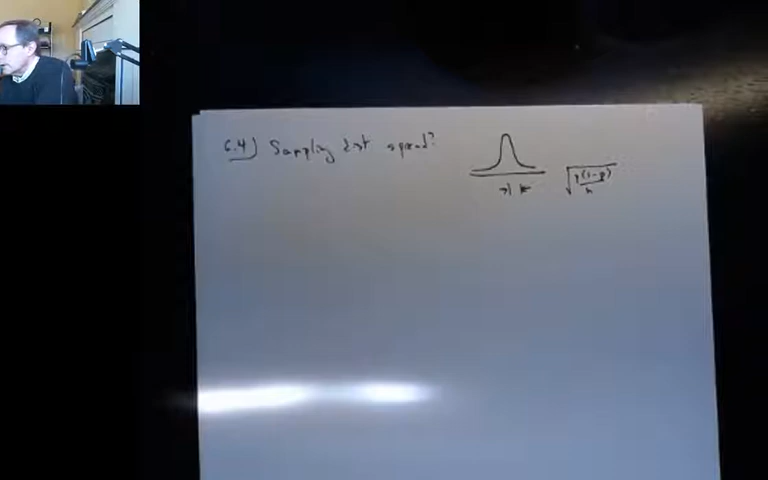 6.4) Sampling dist spread?
√(p(1-p)/n)